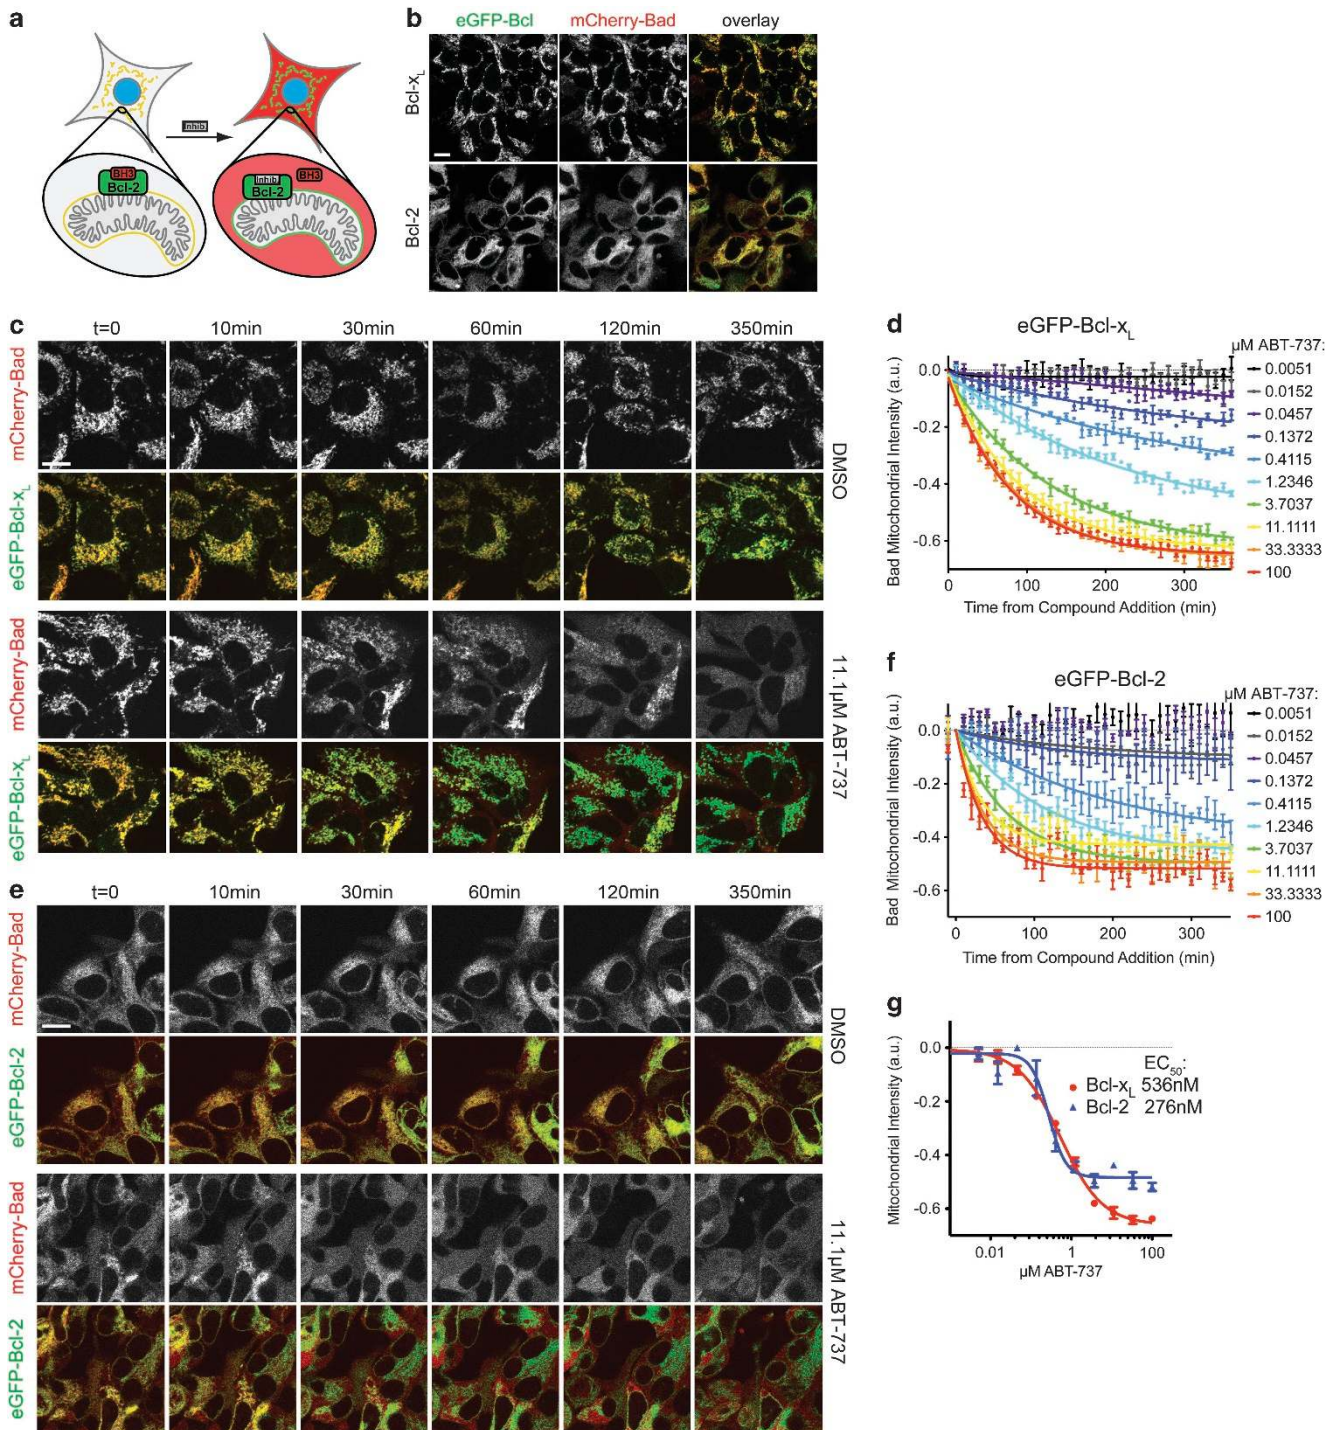 a
Inhib
BH3
Bcl-2
Inhib
BH3
Bcl-2
b
eGFP-Bcl mCherry-Bad overlay
Bcl-xL
Bcl-2
c
t=0 10min 30min 60min 120min 350min
mCherry-Bad
eGFP-Bcl-xL
DMSO
mCherry-Bad
eGFP-Bcl-xL
11.1µM ABT-737
d
eGFP-Bcl-xL
µM ABT-737:
0.0051
0.0152
0.0457
0.1372
0.4115
1.2346
3.7037
11.1111
33.3333
100
Bad Mitochondrial Intensity (a.u.)
0.0
-0.2
-0.4
-0.6
0 100 200 300
Time from Compound Addition (min)
e
t=0 10min 30min 60min 120min 350min
mCherry-Bad
eGFP-Bcl-2
DMSO
mCherry-Bad
eGFP-Bcl-2
11.1µM ABT-737
f
eGFP-Bcl-2
µM ABT-737:
0.0051
0.0152
0.0457
0.1372
0.4115
1.2346
3.7037
11.1111
33.3333
100
Bad Mitochondrial Intensity (a.u.)
0.0
-0.2
-0.4
-0.6
0 100 200 300
Time from Compound Addition (min)
g
Mitochondrial Intensity (a.u.)
0.0
-0.2
-0.4
-0.6
EC50:
Bcl-xL 536nM
Bcl-2 276nM
0.01 1 100
µM ABT-737